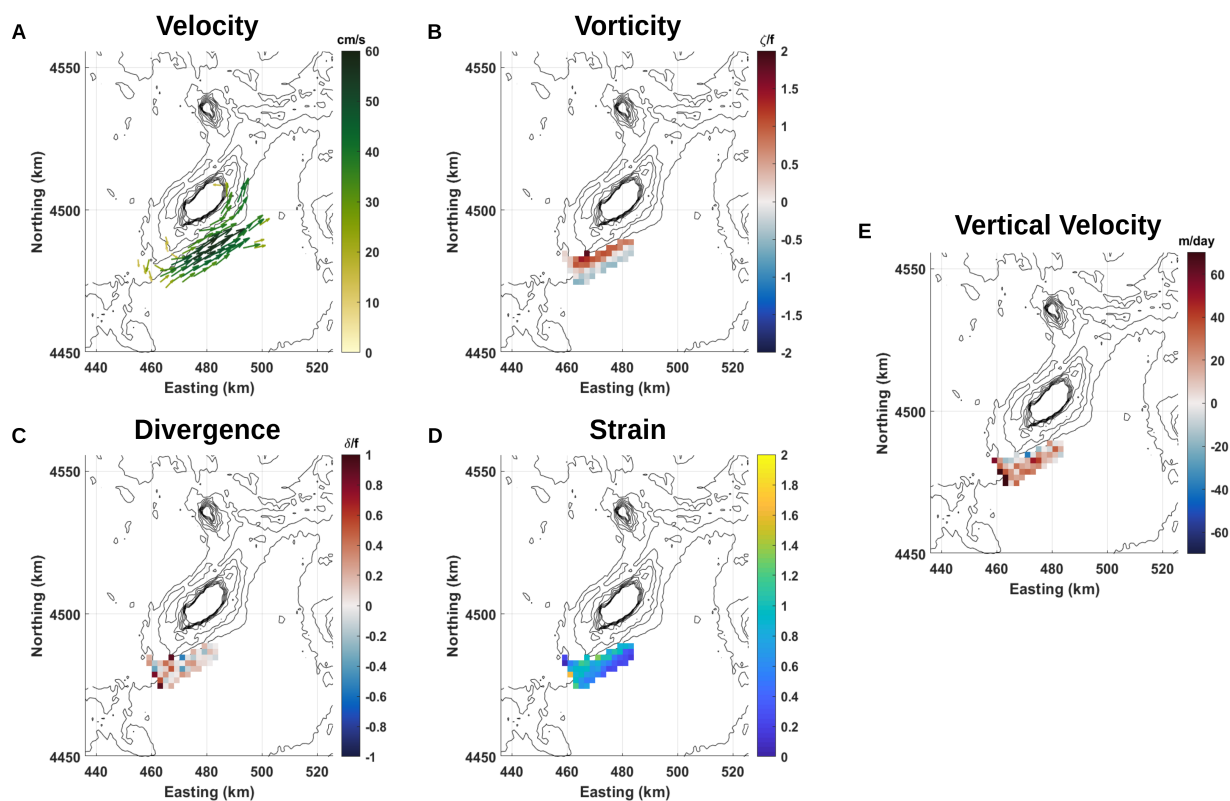 A
Velocity
cm/s
60
50
40
30
20
10
0
4550
4500
4450
Northing (km)
440 460 480 500 520
Easting (km)
B
Vorticity
ζ/f
2
1.5
1
0.5
0
-0.5
-1
-1.5
-2
4550
4500
4450
Northing (km)
440 460 480 500 520
Easting (km)
C
Divergence
δ/f
1
0.8
0.6
0.4
0.2
0
-0.2
-0.4
-0.6
-0.8
-1
4550
4500
4450
Northing (km)
440 460 480 500 520
Easting (km)
D
Strain
2
1.8
1.6
1.4
1.2
1
0.8
0.6
0.4
0.2
0
4550
4500
4450
Northing (km)
440 460 480 500 520
Easting (km)
E
Vertical Velocity
m/day
60
40
20
0
-20
-40
-60
4550
4500
4450
Northing (km)
440 460 480 500 520
Easting (km)